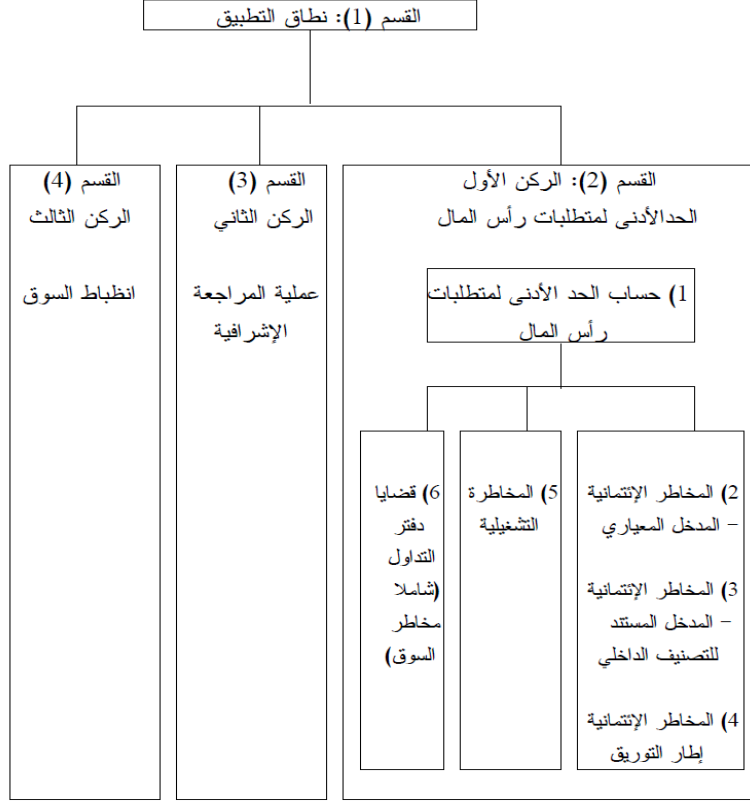 القسم (1): نطاق التطبيق
القسم (2): الركن الأول
الحدالأدنى لمتطلبات رأس المال
1) حساب الحد الأدنى لمتطلبات
رأس المال
2) المخاطر الإئتمانية
– المدخل المعياري
3) المخاطر الإئتمانية
– المدخل المستند
للتصنيف الداخلي
4) المخاطر الإئتمانية
إطار التوريق
5) المخاطرة
التشغيلية
6) قضايا
دفتر
التداول
(شاملا
مخاطر
السوق)
القسم (3)
الركن الثاني
عملية المراجعة
الإشرافية
القسم (4)
الركن الثالث
انظباط السوق